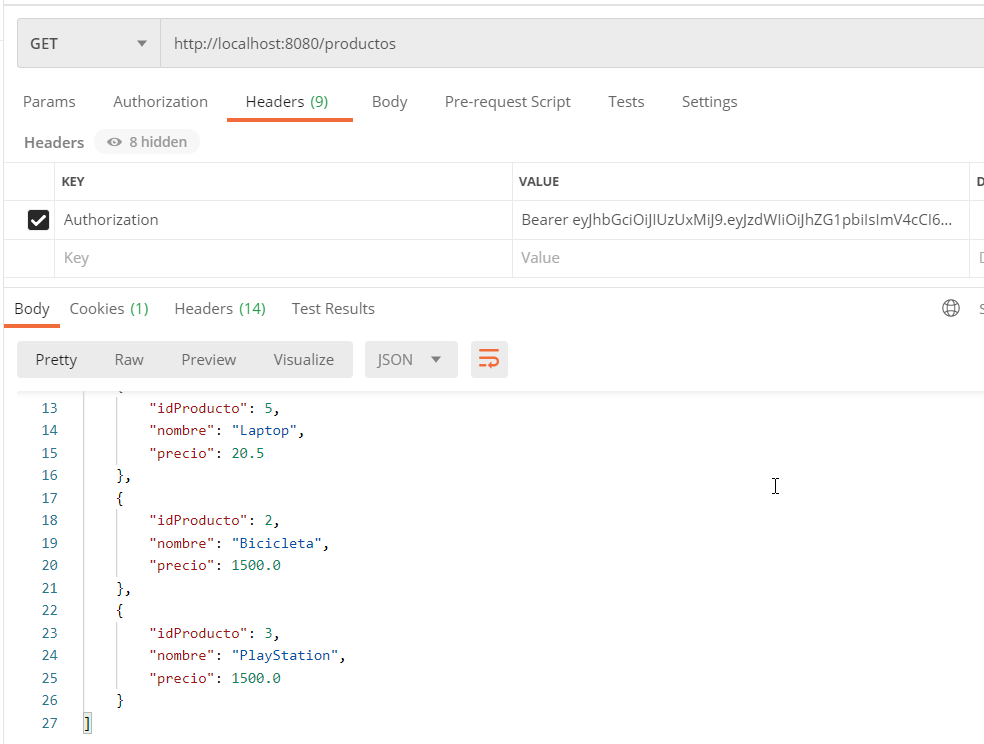 GET http://localhost:8080/productos
Params Authorization Headers (9) Body Pre-request Script Tests Settings
Headers 8 hidden
KEY VALUE D
Authorization Bearer eyJhbGciOiJIUzUxMiJ9.eyJzdWIiOiJhZG1pbiIsImV4cCI6...
Key Value D
Body Cookies (1) Headers (14) Test Results S
Pretty Raw Preview Visualize JSON
13 "idProducto": 5,
14 "nombre": "Laptop",
15 "precio": 20.5
16 },
17 {
18 "idProducto": 2,
19 "nombre": "Bicicleta",
20 "precio": 1500.0
21 },
22 {
23 "idProducto": 3,
24 "nombre": "PlayStation",
25 "precio": 1500.0
26 }
27 ]